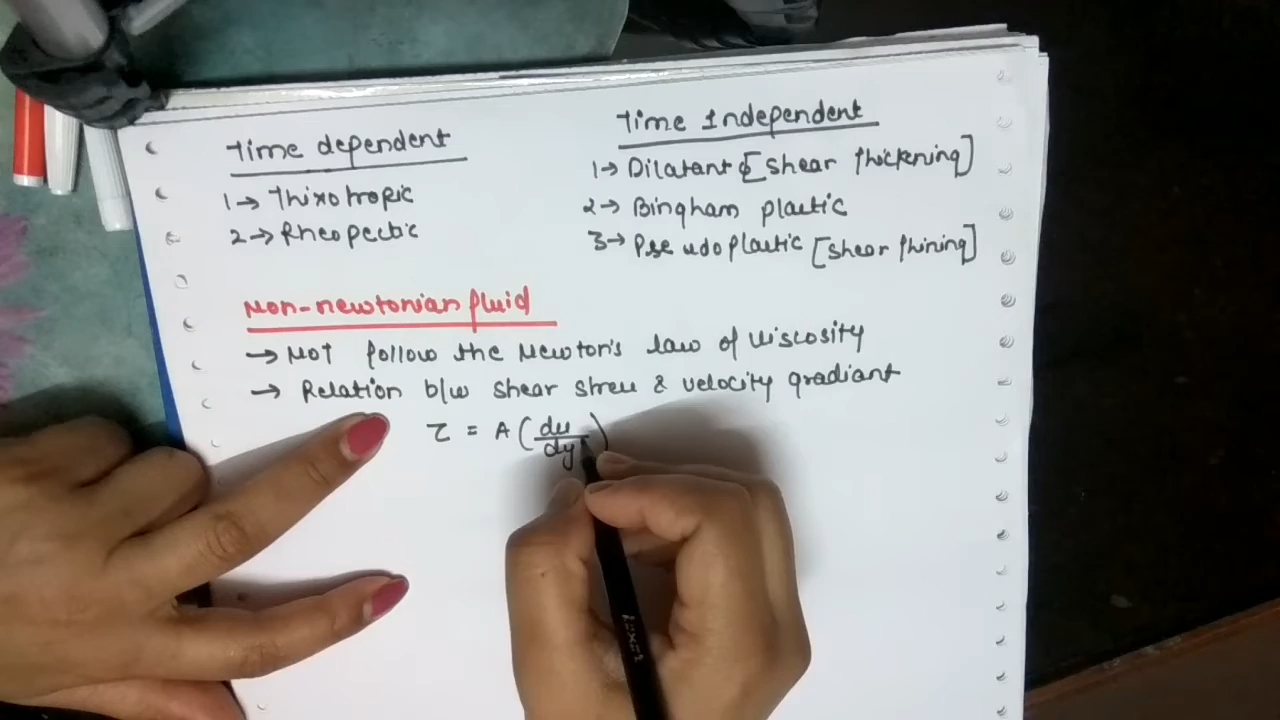 Time dependent
1→ Thixotropic
2→ Rheopectic
Time Independent
1→ Dilatant [shear thickening]
2→ Bingham plastic
3→ Pseudoplastic [shear thining]
Non-newtonian fluid
→ Not follow the Newton's law of viscosity
→ Relation b/w shear stress & velocity gradiant
τ = A (du/dy)